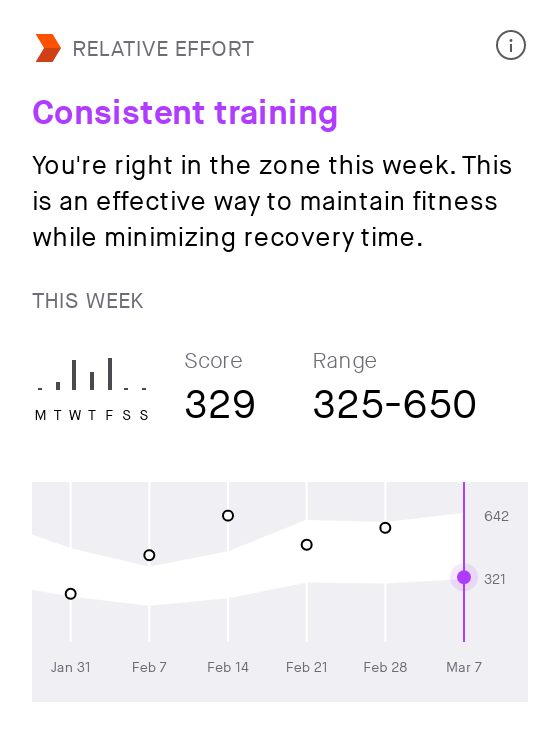 RELATIVE EFFORT
Consistent training
You're right in the zone this week. This
is an effective way to maintain fitness
while minimizing recovery time.
THIS WEEK
Score
Range
329
325-650
M T W T F S S
642
321
Jan 31
Feb 7
Feb 14
Feb 21
Feb 28
Mar 7